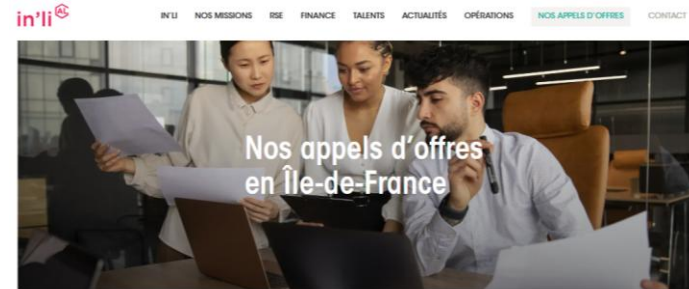 in'li AL
IN'LI NOS MISSIONS RSE FINANCE TALENTS ACTUALITÉS OPÉRATIONS NOS APPELS D'OFFRES CONTACT
Nos appels d'offres
en Île-de-France